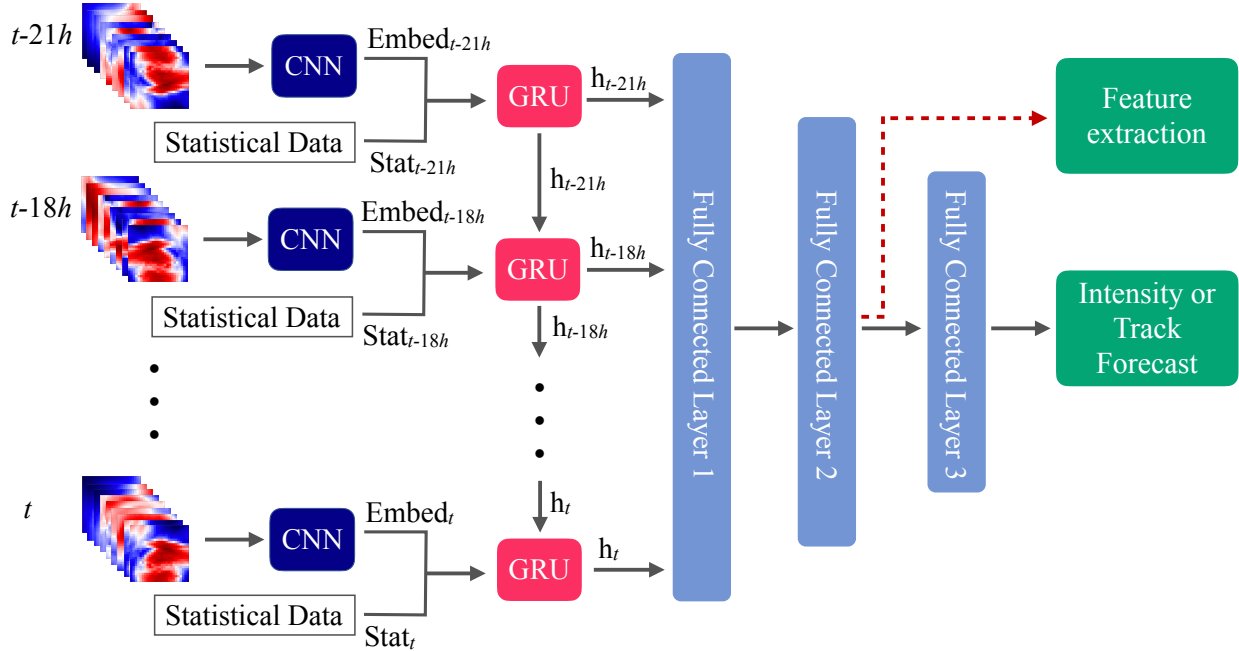 t-21h
CNN
Embedt-21h
Statistical Data
Statt-21h
GRU
ht-21h
ht-21h
t-18h
CNN
Embedt-18h
Statistical Data
Statt-18h
GRU
ht-18h
ht-18h
t
CNN
Embedt
Statistical Data
Statt
ht
GRU
ht
Fully Connected Layer 1
Fully Connected Layer 2
Fully Connected Layer 3
Feature
extraction
Intensity or
Track
Forecast